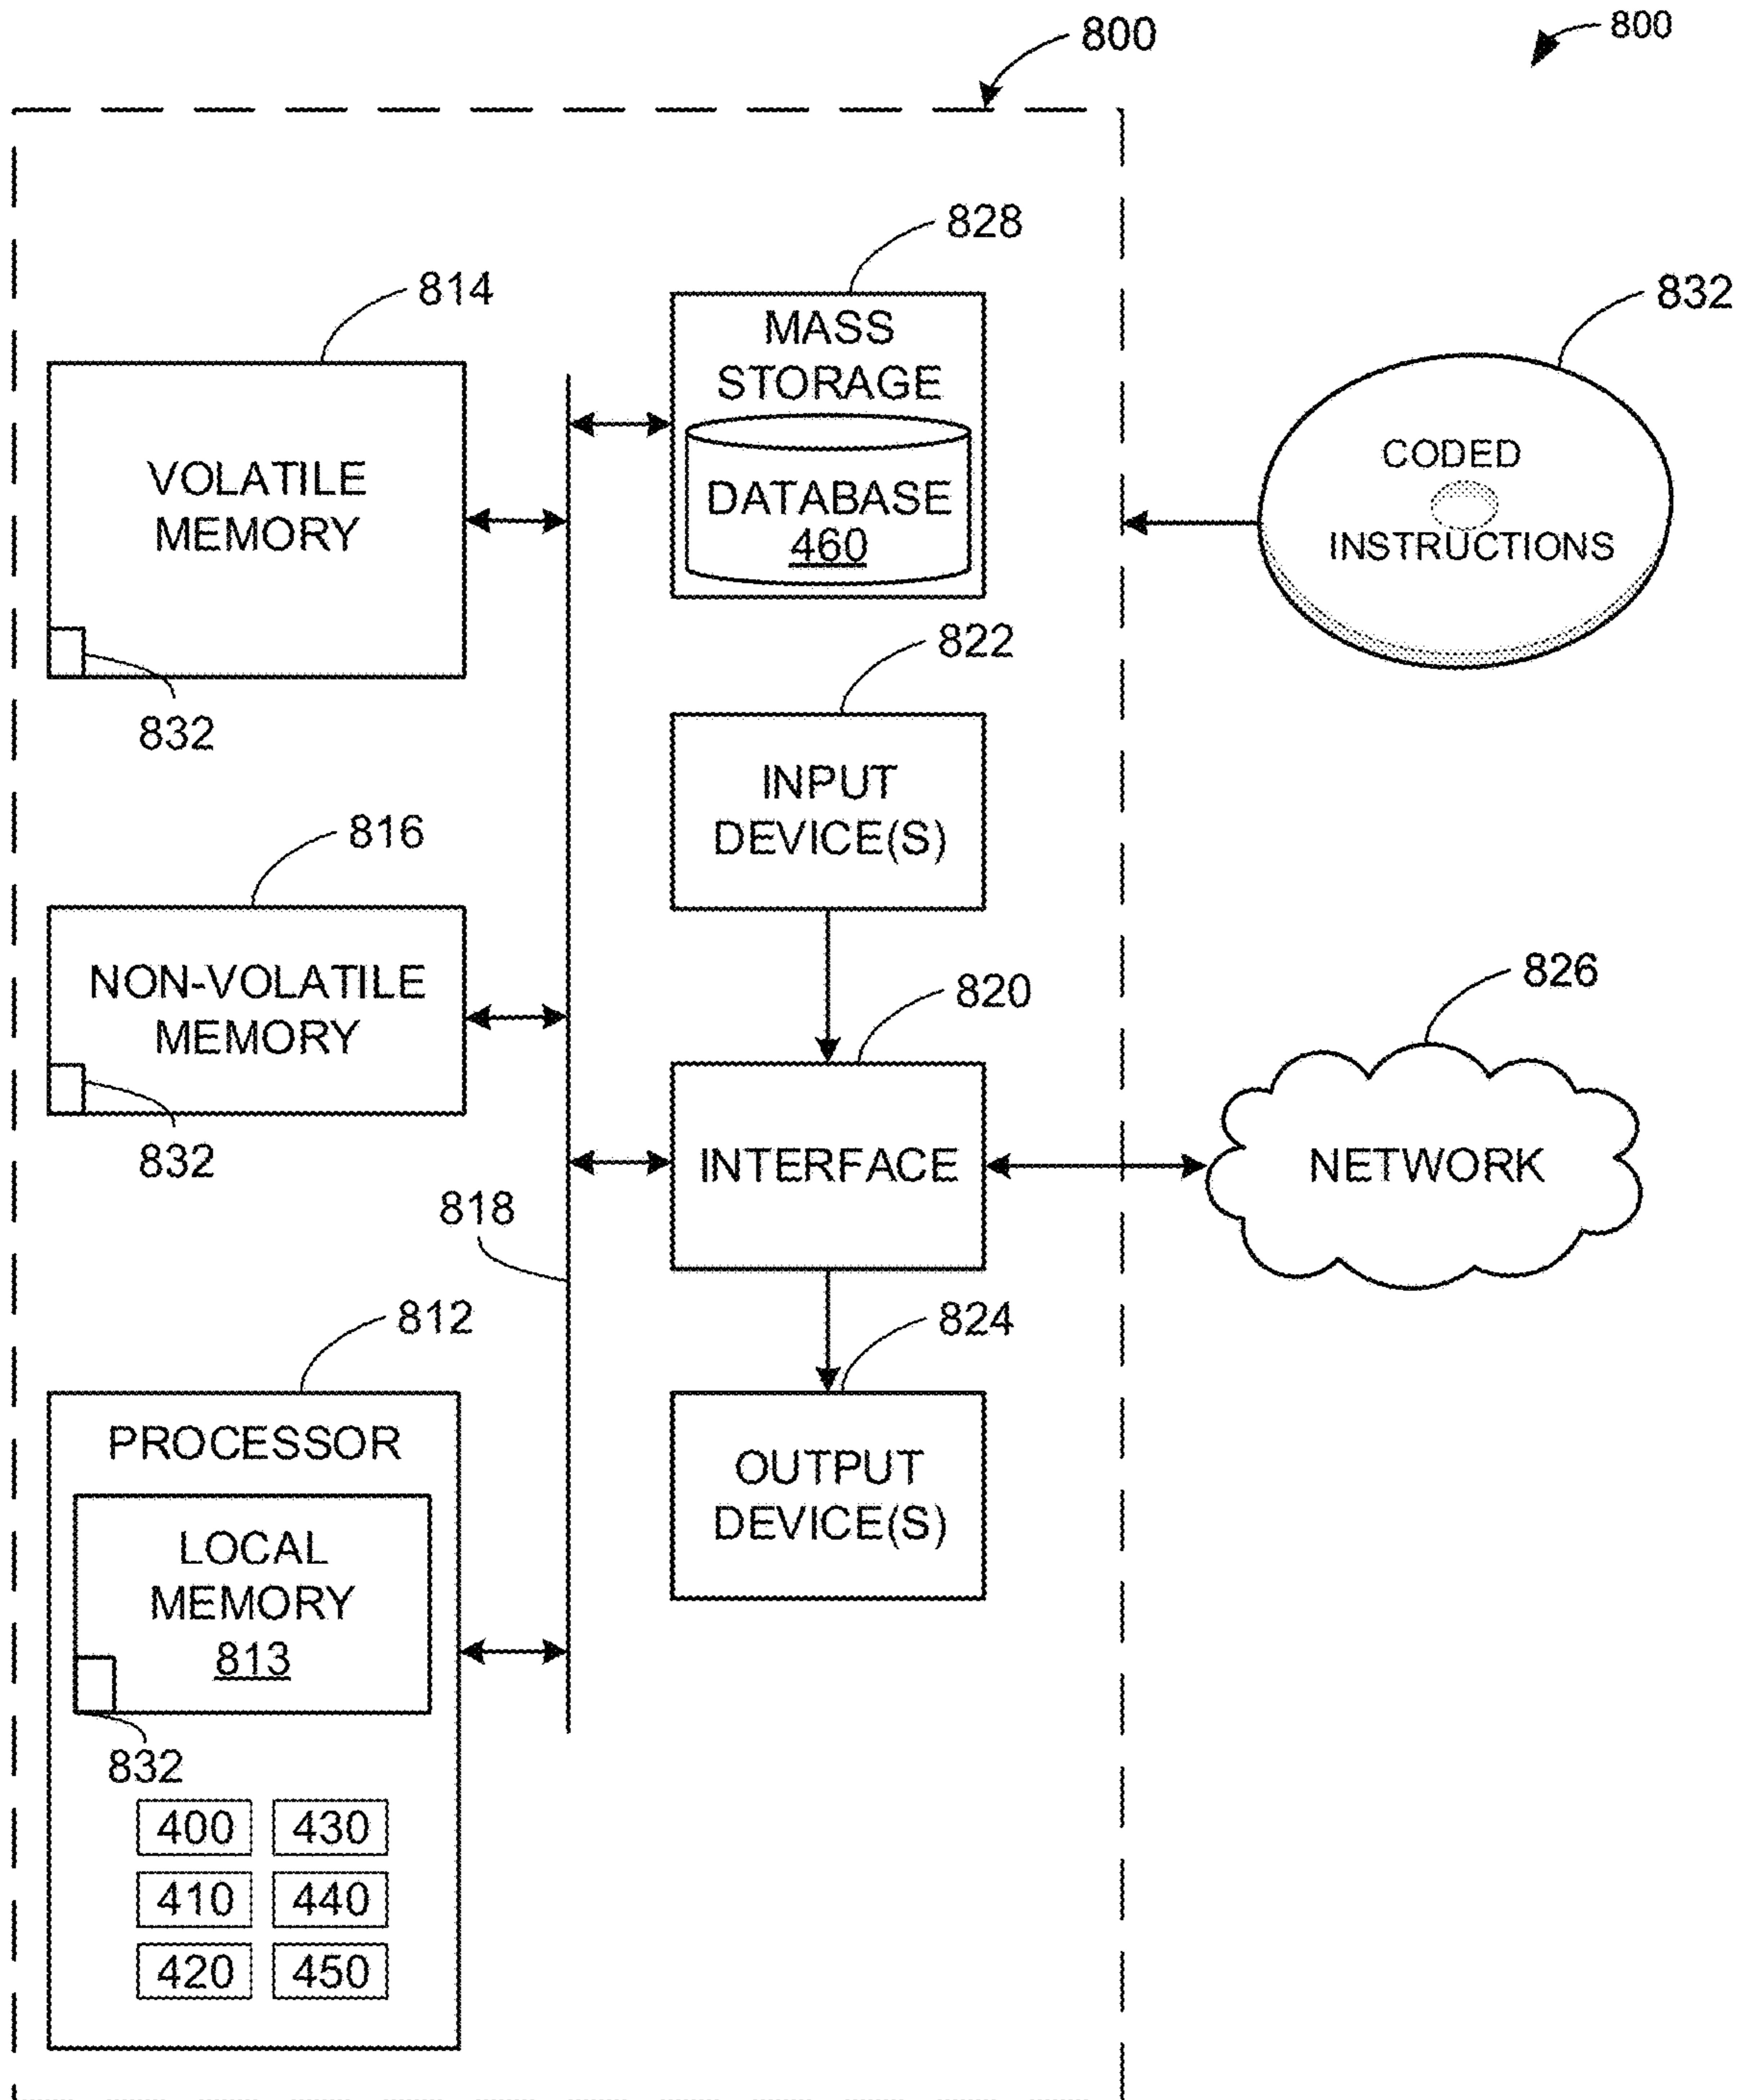 800
800
828
814
832
MASS
STORAGE
VOLATILE
MEMORY
DATABASE
460
CODED
INSTRUCTIONS
822
832
INPUT
DEVICE(S)
816
NON-VOLATILE
MEMORY
820
826
832
INTERFACE
NETWORK
818
812
824
PROCESSOR
LOCAL
MEMORY
813
OUTPUT
DEVICE(S)
832
400 430
410 440
420 450